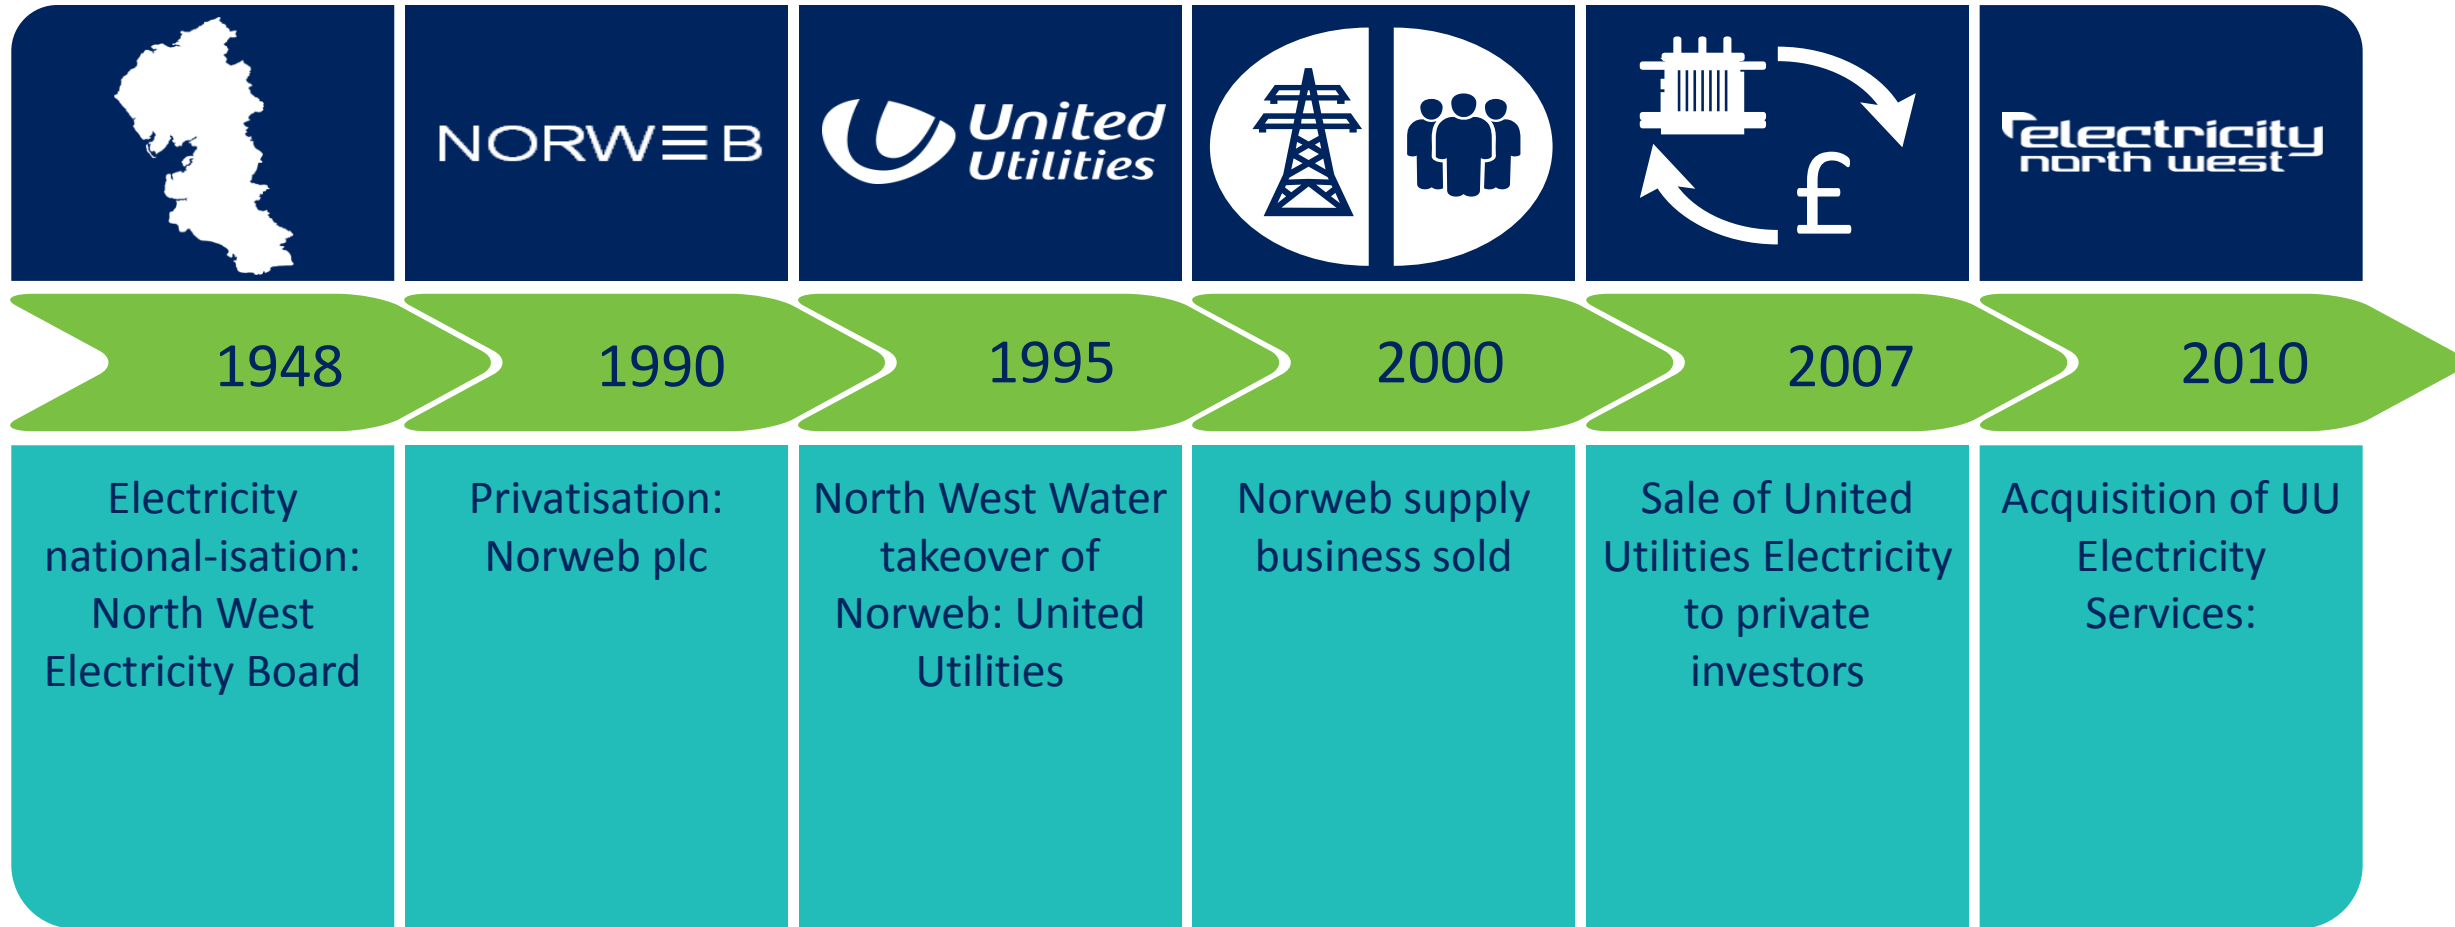 NORWEB
United
Utilities
£
electricity
north west
1948
1990
1995
2000
2007
2010
Electricity
national-isation:
North West
Electricity Board
Privatisation:
Norweb plc
North West Water
takeover of
Norweb: United
Utilities
Norweb supply
business sold
Sale of United
Utilities Electricity
to private
investors
Acquisition of UU
Electricity
Services: